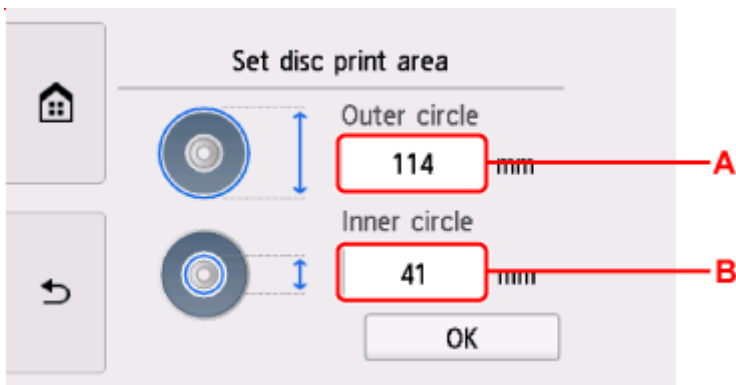 Set disc print area
Outer circle
114 mm
A
Inner circle
41 mm
B
OK